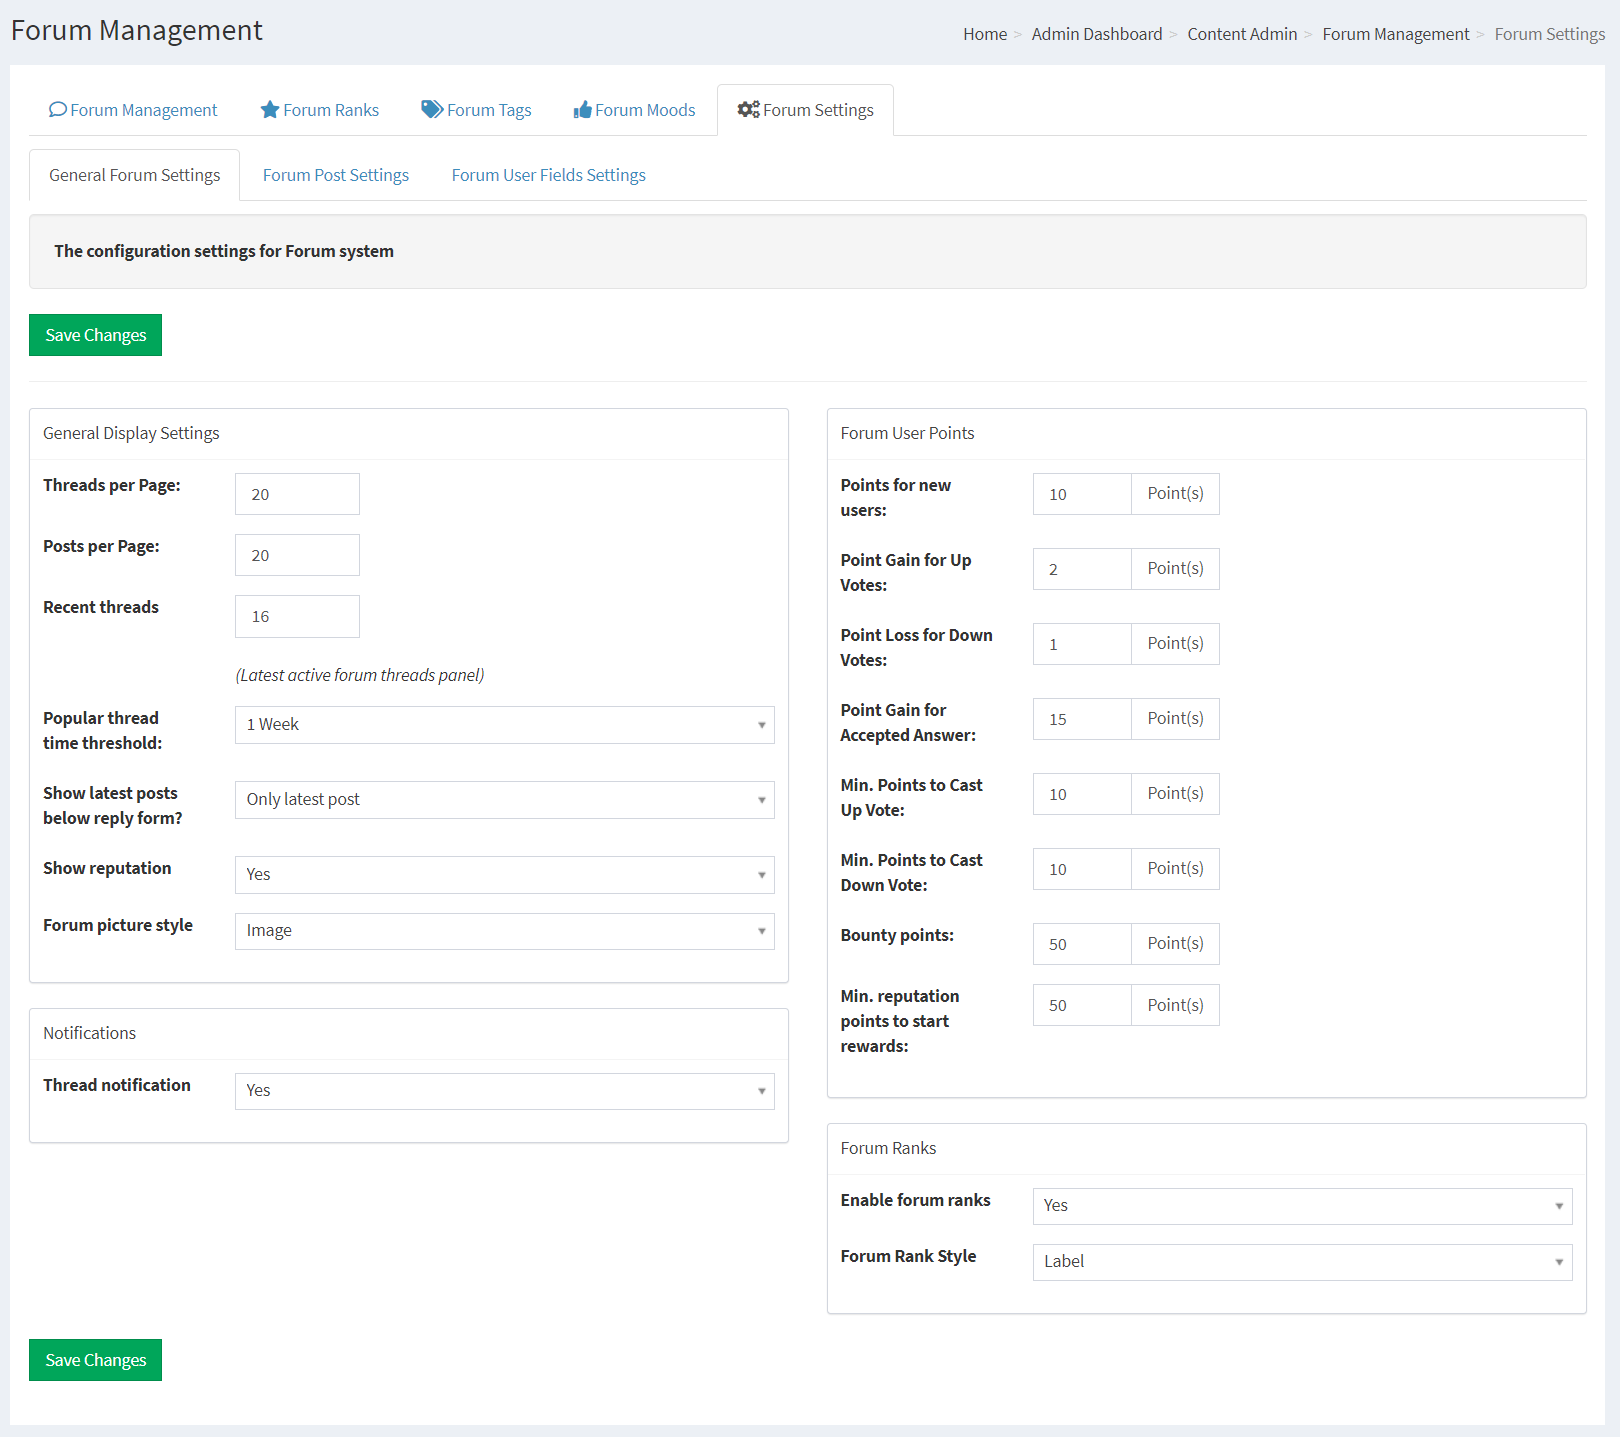 Forum Management
Home > Admin Dashboard > Content Admin > Forum Management > Forum Settings
Forum Management Forum Ranks Forum Tags Forum Moods Forum Settings
General Forum Settings Forum Post Settings Forum User Fields Settings
The configuration settings for Forum system
Save Changes
General Display Settings
Threads per Page: 20
Posts per Page: 20
Recent threads 16
(Latest active forum threads panel)
Popular thread
time threshold: 1 Week
Show latest posts
below reply form? Only latest post
Show reputation Yes
Forum picture style Image
Notifications
Thread notification Yes
Forum User Points
Points for new
users: 10 Point(s)
Point Gain for Up
Votes: 2 Point(s)
Point Loss for Down
Votes: 1 Point(s)
Point Gain for
Accepted Answer: 15 Point(s)
Min. Points to Cast
Up Vote: 10 Point(s)
Min. Points to Cast
Down Vote: 10 Point(s)
Bounty points: 50 Point(s)
Min. reputation
points to start
rewards: 50 Point(s)
Forum Ranks
Enable forum ranks Yes
Forum Rank Style Label
Save Changes